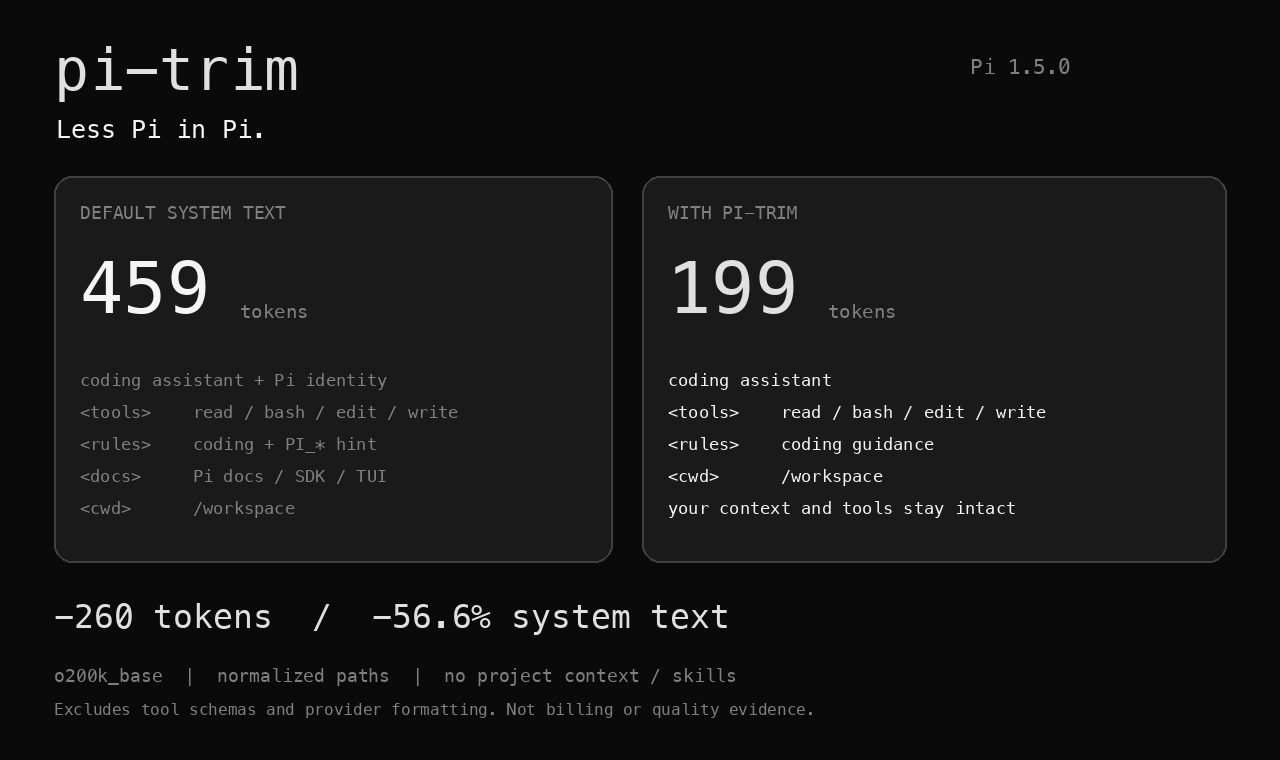 pi-trim
Pi 1.5.0
Less Pi in Pi.
DEFAULT SYSTEM TEXT
459 tokens
coding assistant + Pi identity
<tools> read / bash / edit / write
<rules> coding + PI_* hint
<docs> Pi docs / SDK / TUI
<cwd> /workspace
WITH PI-TRIM
199 tokens
coding assistant
<tools> read / bash / edit / write
<rules> coding guidance
<cwd> /workspace
your context and tools stay intact
-260 tokens / -56.6% system text
o200k_base | normalized paths | no project context / skills
Excludes tool schemas and provider formatting. Not billing or quality evidence.